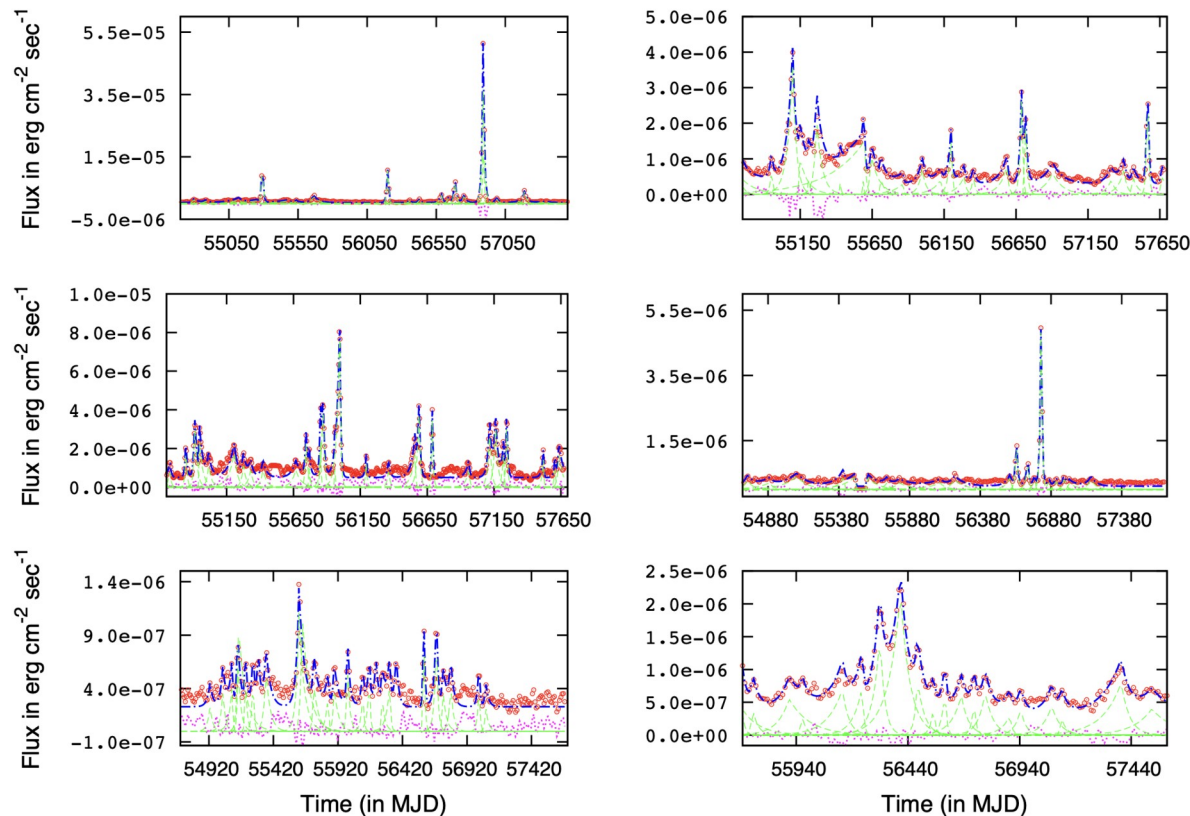 5.5e-05
3.5e-05
1.5e-05
-5.0e-06
Flux in erg cm-2 sec-1
55050 55550 56050 56550 57050
5.0e-06
4.0e-06
3.0e-06
2.0e-06
1.0e-06
0.0e+00
55150 55650 56150 56650 57150 57650
1.0e-05
8.0e-06
6.0e-06
4.0e-06
2.0e-06
0.0e+00
Flux in erg cm-2 sec-1
55150 55650 56150 56650 57150 57650
5.5e-06
3.5e-06
1.5e-06
54880 55380 55880 56380 56880 57380
1.4e-06
9.0e-07
4.0e-07
-1.0e-07
Flux in erg cm-2 sec-1
54920 55420 55920 56420 56920 57420
Time (in MJD)
2.5e-06
2.0e-06
1.5e-06
1.0e-06
5.0e-07
0.0e+00
55940 56440 56940 57440
Time (in MJD)